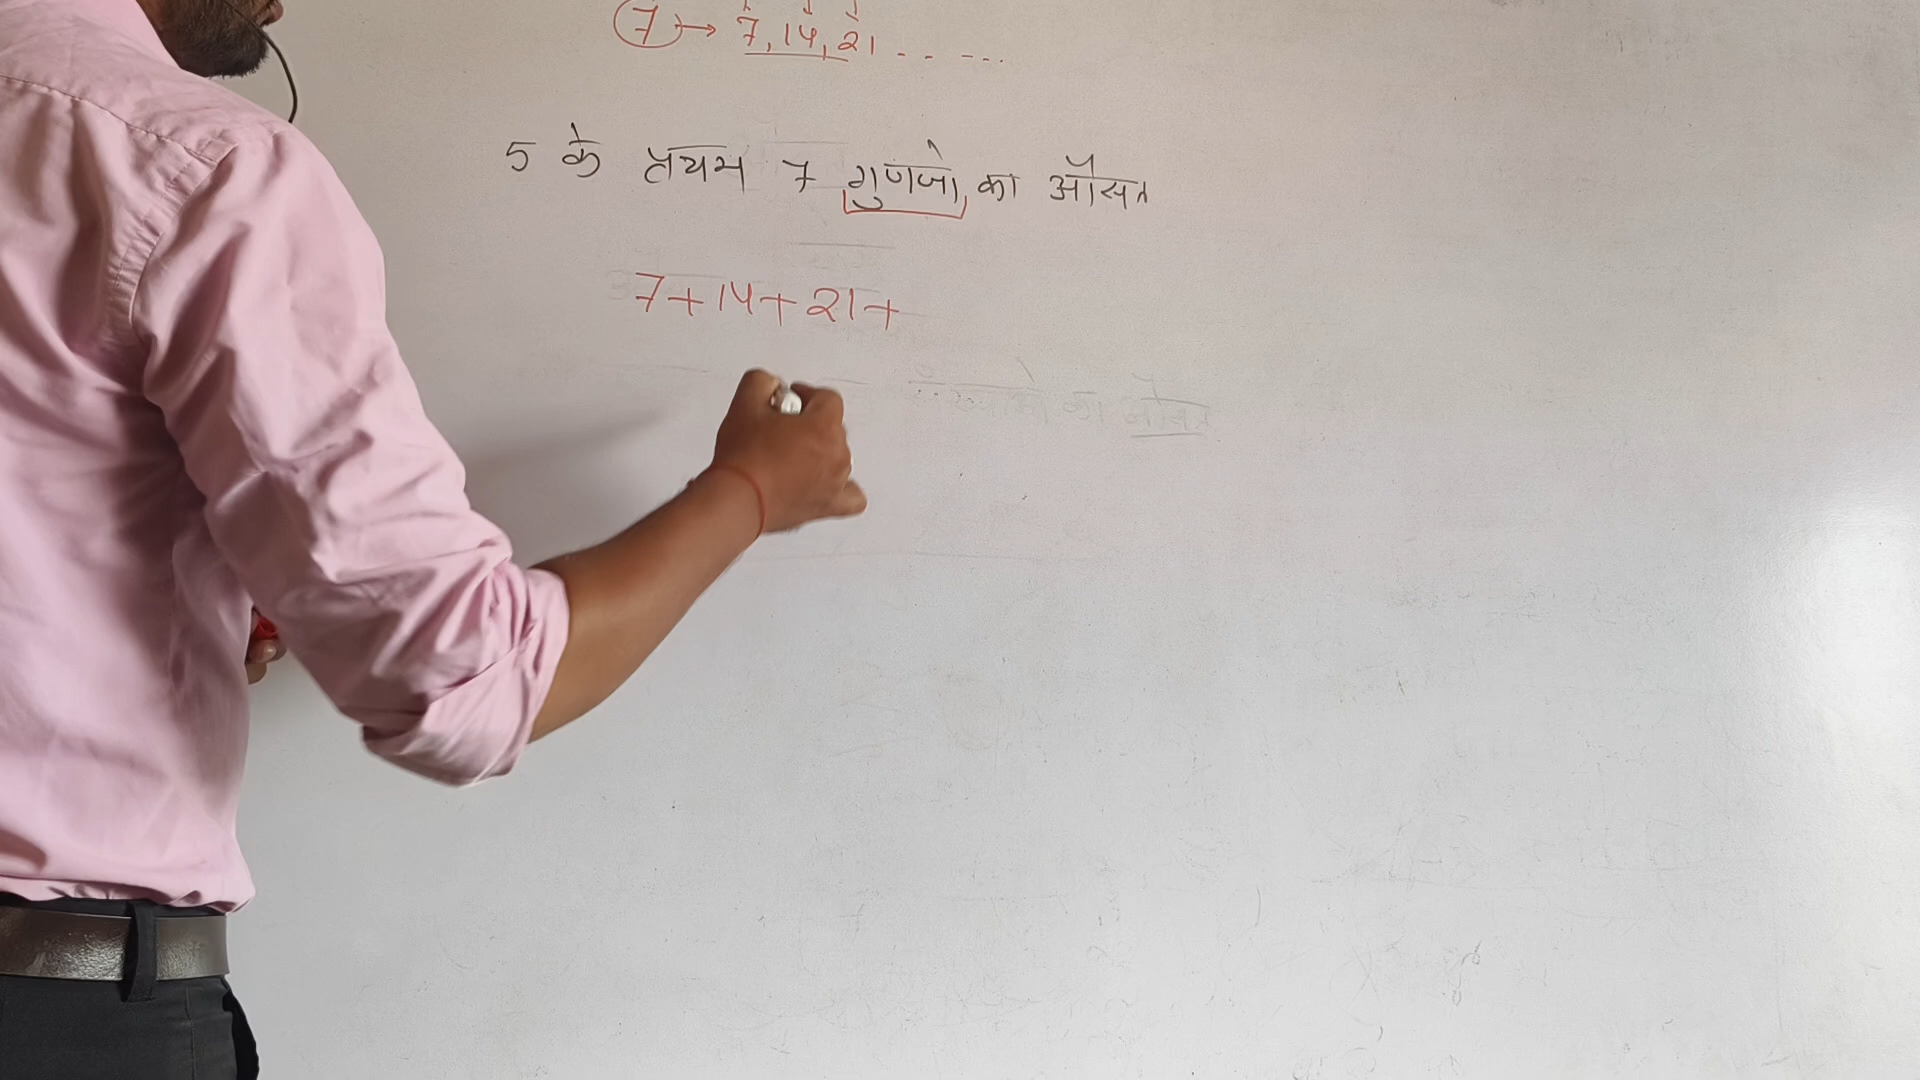 7 → 7, 14, 21 - - - - - -
5 के प्रथम 7 गुणजो का औसत
7+14+21+